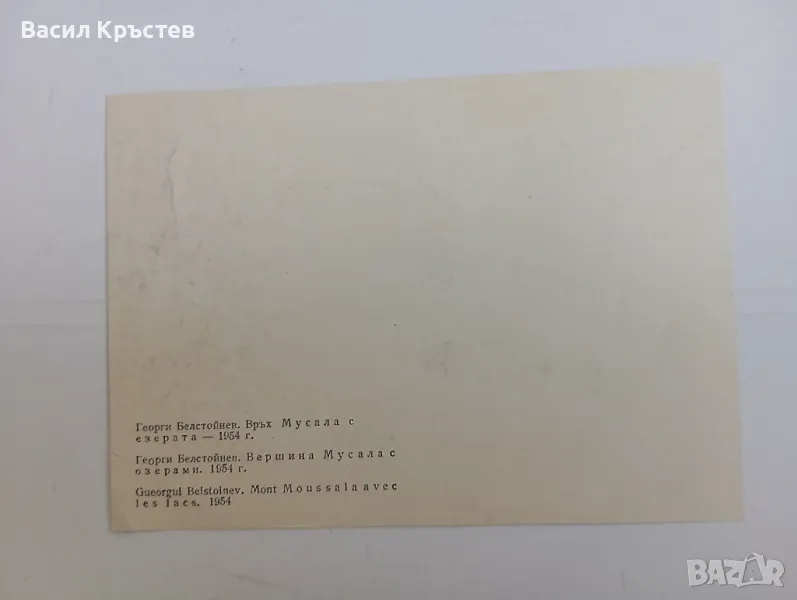 Васил Кръстев
Георги Белстойнев. Връх Мусала с
езерата — 1954 г.
Георги Белстойнев. Вершина Мусала с
озерами. 1954 г.
Gueorgui Belstoinev. Mont Moussala avec
les lacs. 1954
BAZAR